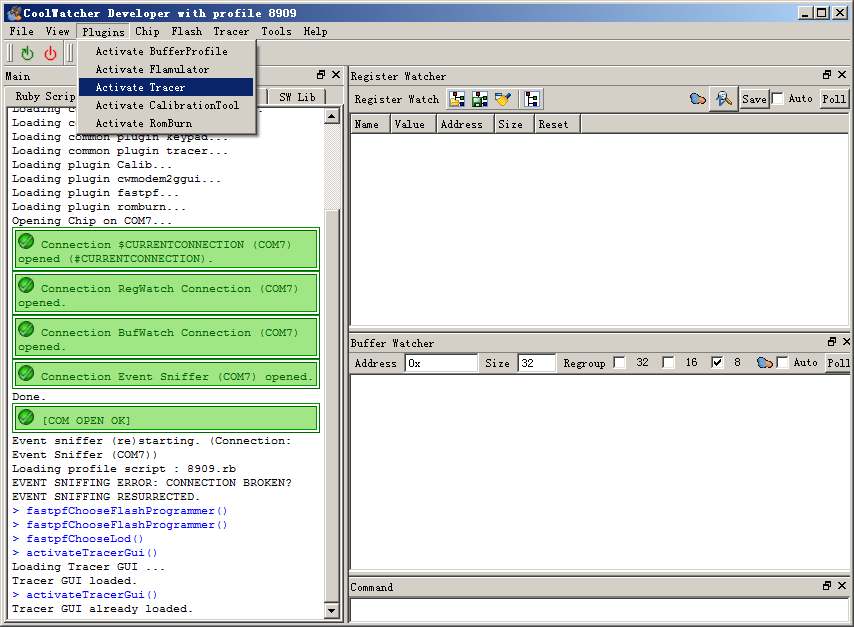 CoolWatcher Developer with profile 8909
File View Plugins Chip Flash Tracer Tools Help
Activate BufferProfile
Activate Flamulator
Activate Tracer
Activate CalibrationTool
Activate RomBurn
Main
Ruby Scrip
SW Lib
Loading c
Loading common plugin keypad...
Loading common plugin tracer...
Loading plugin Calib...
Loading plugin cwmodem2ggui...
Loading plugin fastpf...
Loading plugin romburn...
Opening Chip on COM7...
Connection $CURRENTCONNECTION (COM7)
opened (#CURRENTCONNECTION).
Connection RegWatch Connection (COM7)
opened.
Connection BufWatch Connection (COM7)
opened.
Connection Event Sniffer (COM7) opened.
Done.
[COM OPEN OK]
Event sniffer (re)starting. (Connection:
Event Sniffer (COM7))
Loading profile script : 8909.rb
EVENT SNIFFING ERROR: CONNECTION BROKEN?
EVENT SNIFFING RESURRECTED.
> fastpfChooseFlashProgrammer()
> fastpfChooseFlashProgrammer()
> fastpfChooseLod()
> activateTracerGui()
Loading Tracer GUI ...
Tracer GUI loaded.
> activateTracerGui()
Tracer GUI already loaded.
Register Watcher
Register Watch Save Auto Poll
Name Value Address Size Reset
Buffer Watcher
Address 0x Size 32 Regroup 32 16 8 Auto Poll
Command